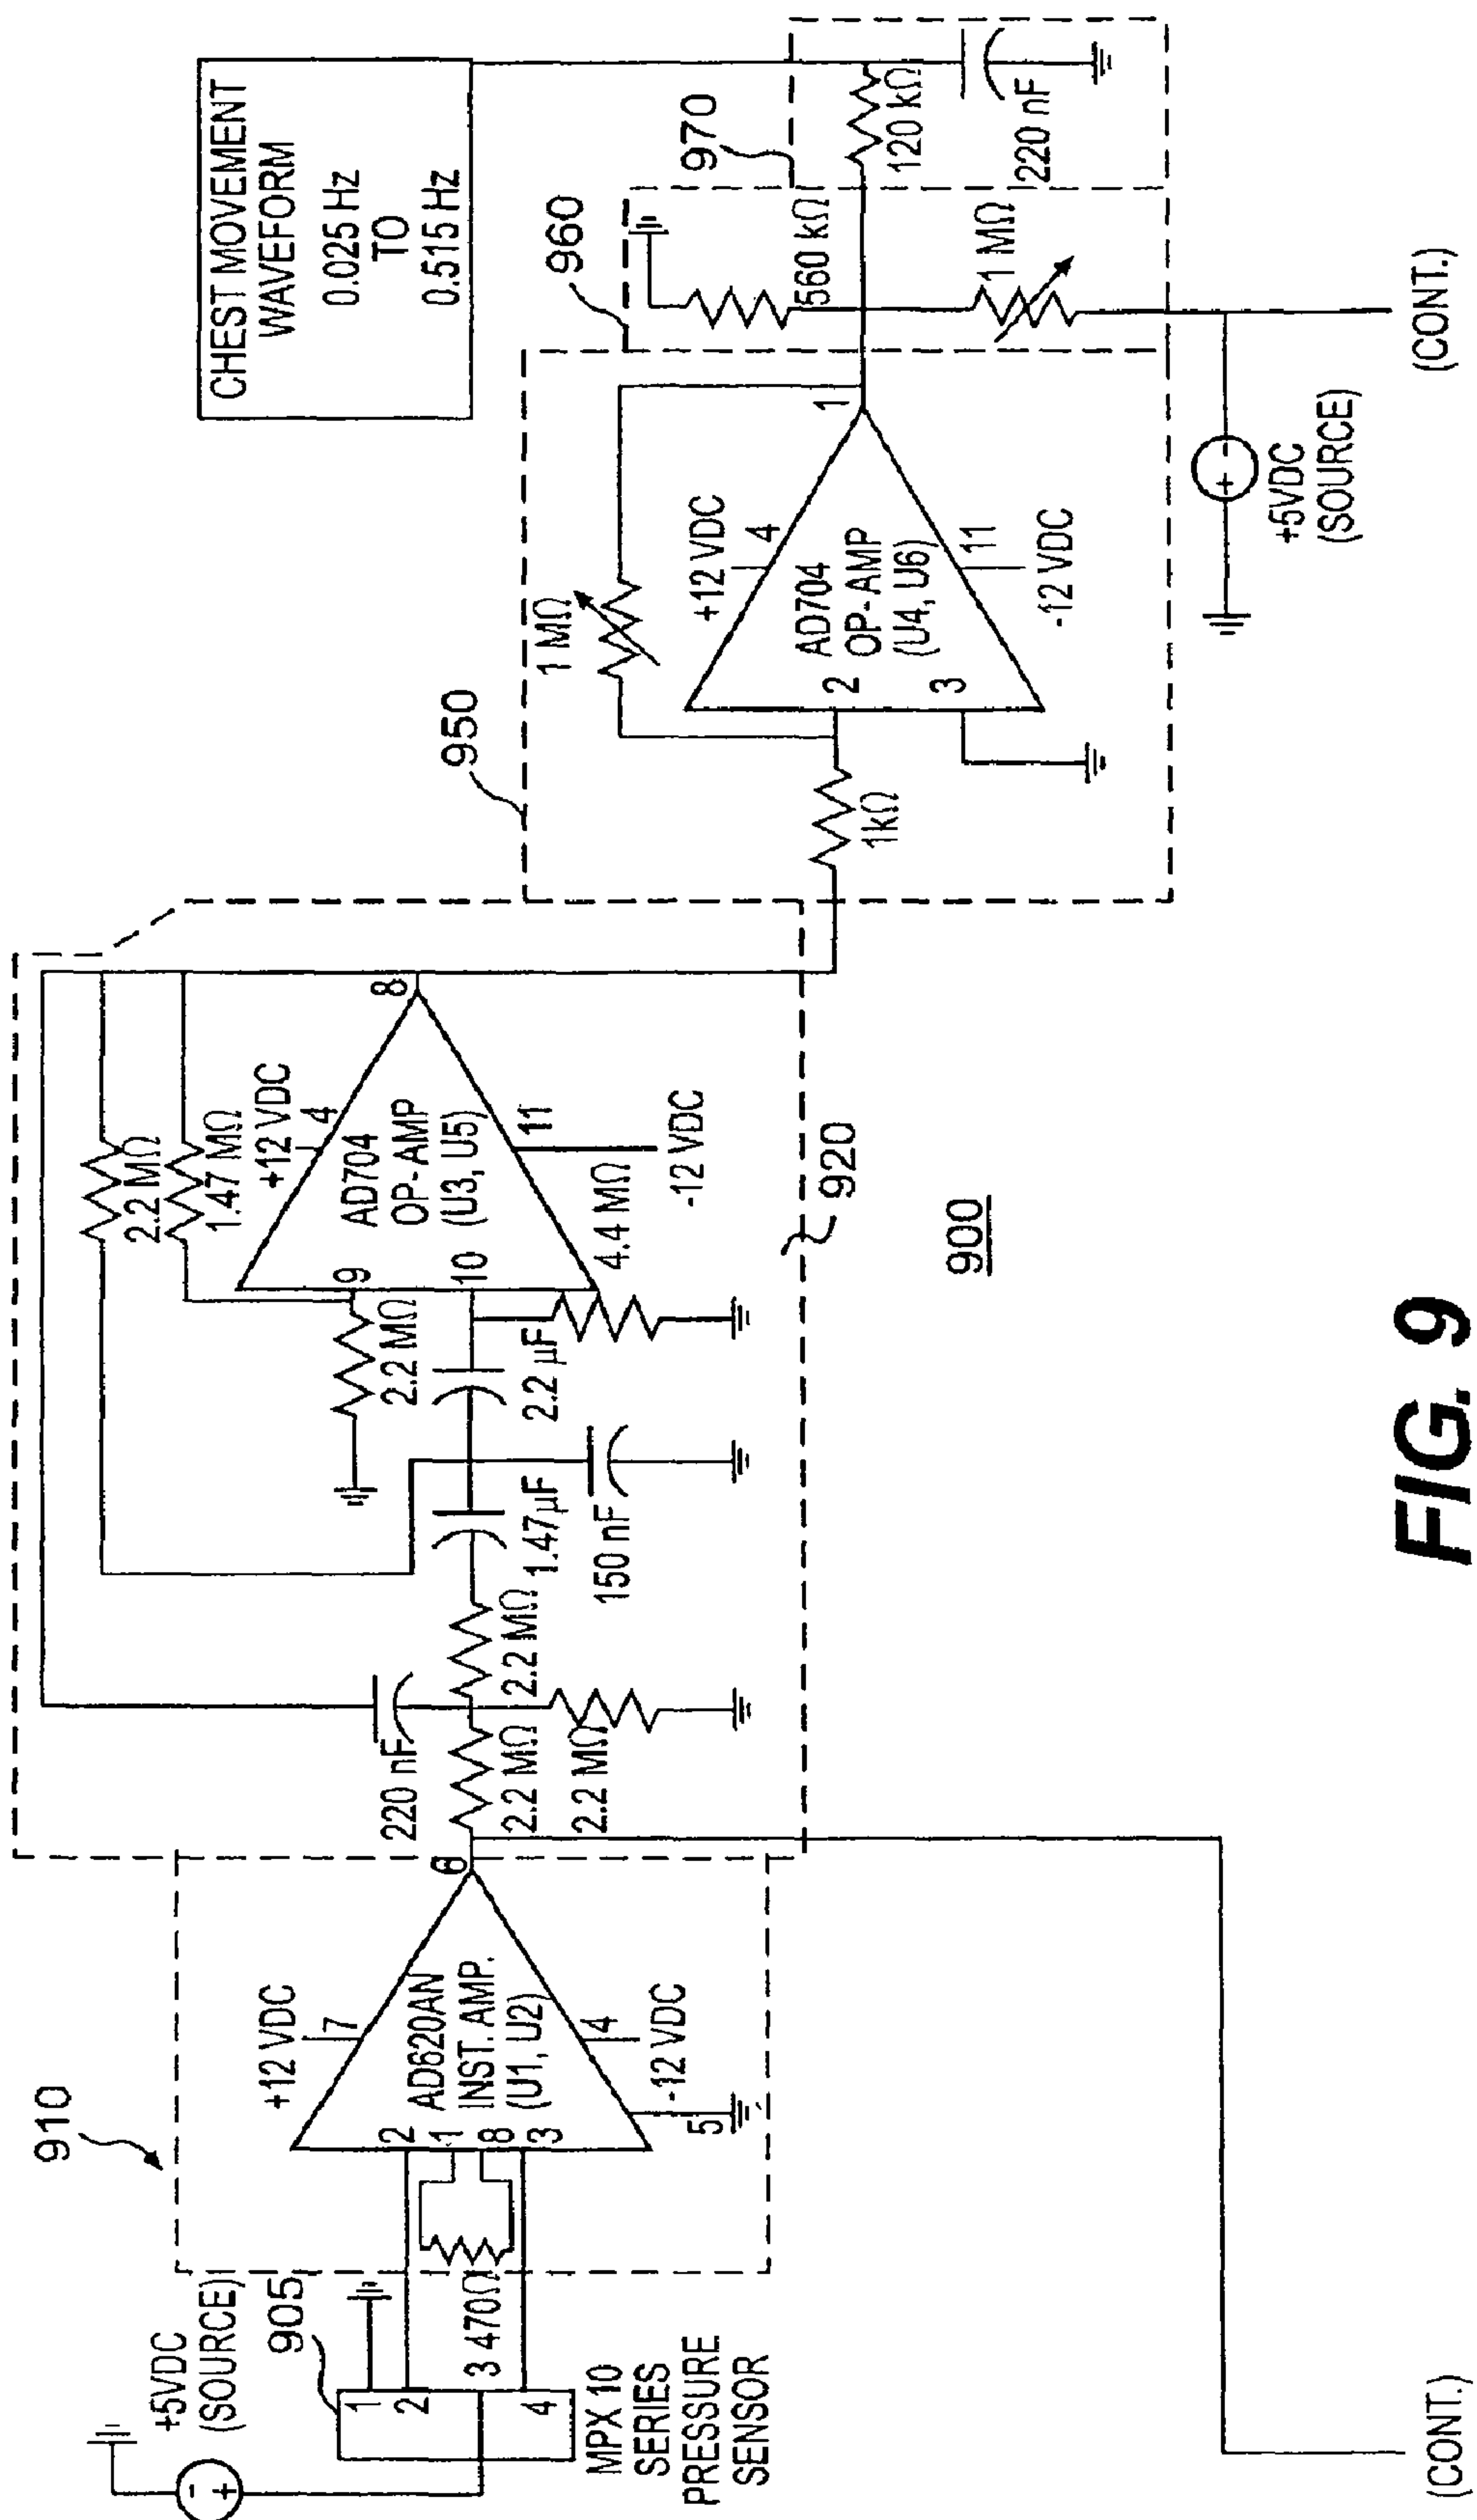 910
+5VDC
(SOURCE)
905
1
2
3
4
470Ω
MPX 10
SERIES
PRESSURE
SENSOR
+12 VDC
7
2
1
8
3
AD620AN
INST. AMP.
(U1, U2)
4
-12 VDC
5
6
220 nF
2.2 MΩ
2.2 MΩ
2.2 MΩ
1.47µF
150 nF
2.2 µF
2.2 MΩ
2.2 MΩ
1.47 MΩ
+12 VDC
4
9
10
AD704
OP-AMP
(U3, U5)
8
11
4.4 MΩ
-12 VDC
920
950
1kΩ
1 MΩ
+12 VDC
4
2
3
AD704
OP-AMP
(U4, U6)
1
11
-12 VDC
960
560 kΩ
1 MΩ
970
120 kΩ
220 nF
CHEST MOVEMENT
WAVEFORM
0.025 Hz
TO
0.515 Hz
+5VDC
(SOURCE)
(CONT.)
(CONT.)
900
FIG. 9